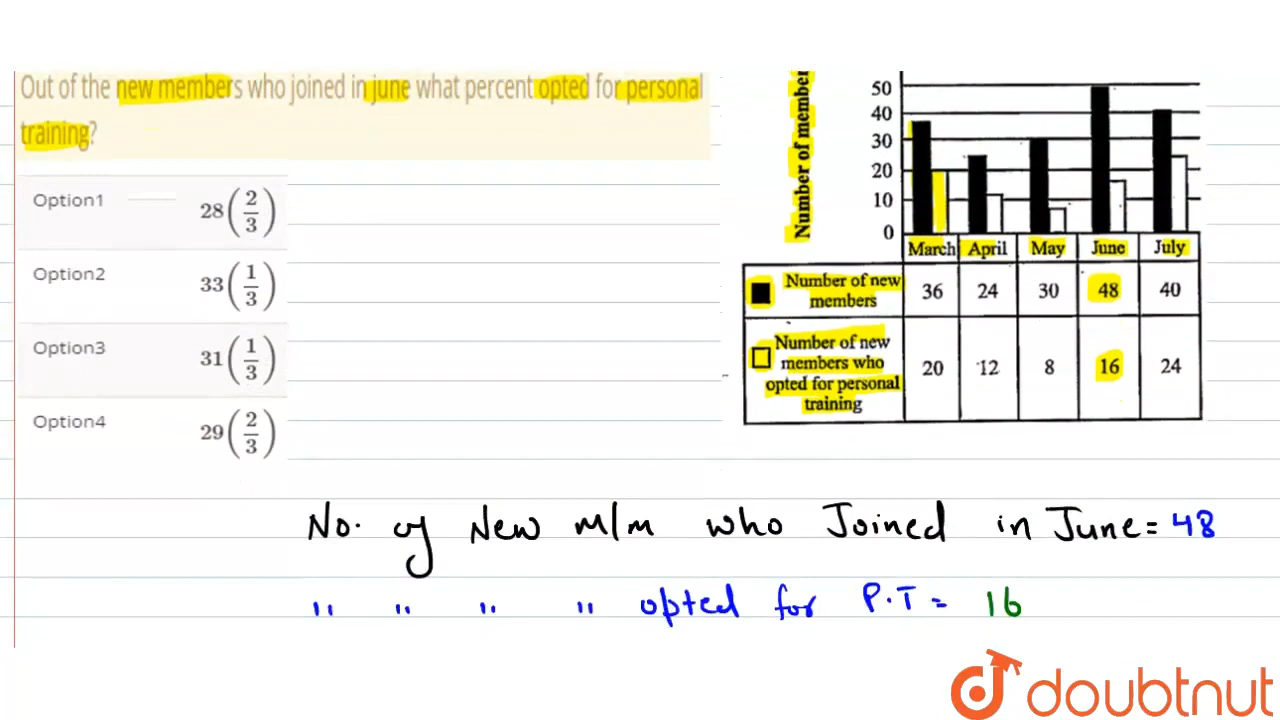 Out of the new members who joined in june what percent opted for personal
training?
Option1 28(2/3)
Option2 33(1/3)
Option3 31(1/3)
Option4 29(2/3)
Number of member
50
40
30
20
10
0
March April May June July
Number of new
members 36 24 30 48 40
Number of new
members who
opted for personal
training 20 12 8 16 24
No. of New M/m who Joined in June = 48
" " " " opted for P.T = 16
doubtnut